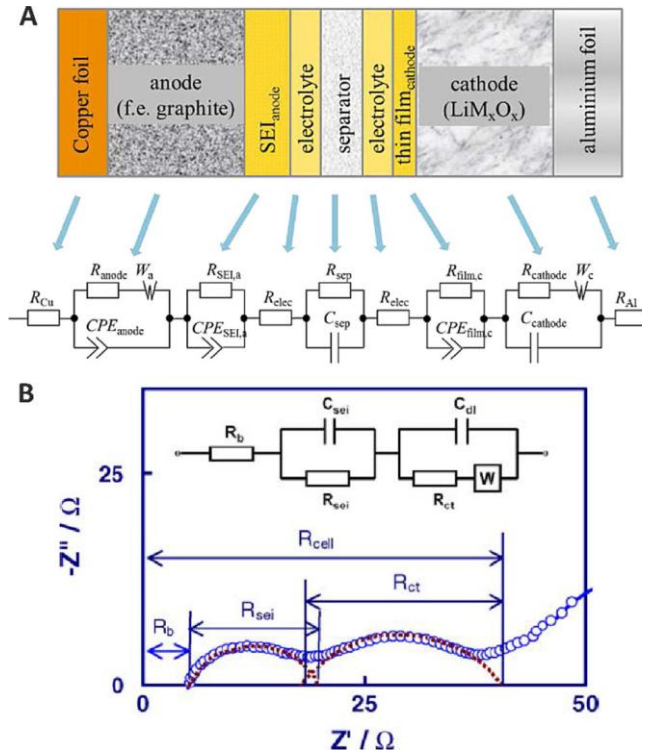 A
Copper foil
anode
(f.e. graphite)
SEIanode
electrolyte
separator
electrolyte
thin filmcathode
cathode
(LiMxOx)
aluminium foil
RCu
Ranode
Wa
CPEanode
RSEI,a
CPESEI,a
Relec
Rsep
Csep
Relec
Rfilm,c
CPEfilm,c
Rcathode
Wc
Ccathode
RAl
B
-Z'' / Ω
25
0
Rb
Csei
Rsei
Cdl
Rct
W
Rcell
Rct
Rsei
Rb
0
25
50
Z' / Ω